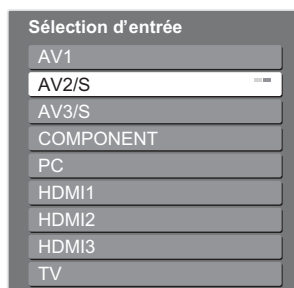 Sélection d’entrée
AV1
AV2/S
AV3/S
COMPONENT
PC
HDMI1
HDMI2
HDMI3
TV